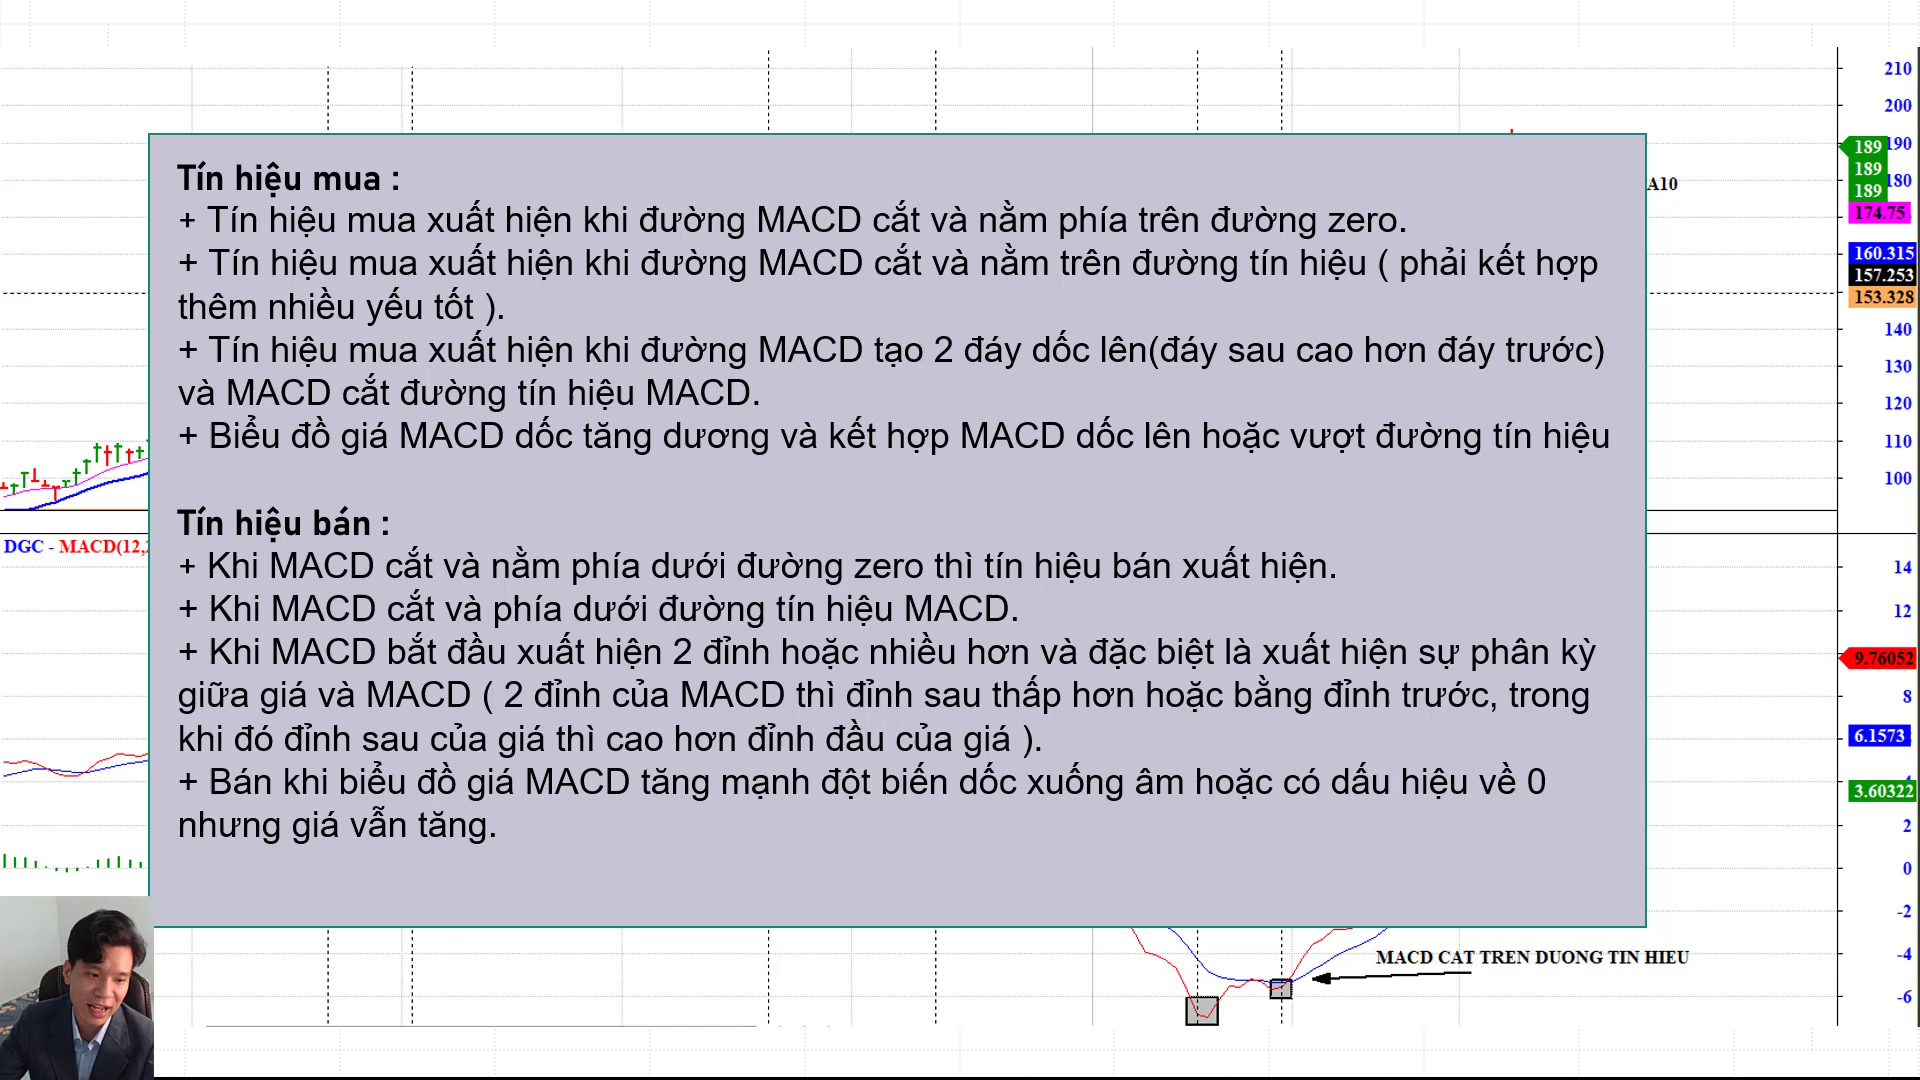 210
200
190
189
189
180
A10
189
174.75
160.315
157.253
153.328
140
130
120
110
100
Tín hiệu mua :
+ Tín hiệu mua xuất hiện khi đường MACD cắt và nằm phía trên đường zero.
+ Tín hiệu mua xuất hiện khi đường MACD cắt và nằm trên đường tín hiệu ( phải kết hợp
thêm nhiều yếu tốt ).
+ Tín hiệu mua xuất hiện khi đường MACD tạo 2 đáy dốc lên(đáy sau cao hơn đáy trước)
và MACD cắt đường tín hiệu MACD.
+ Biểu đồ giá MACD dốc tăng dương và kết hợp MACD dốc lên hoặc vượt đường tín hiệu
Tín hiệu bán :
+ Khi MACD cắt và nằm phía dưới đường zero thì tín hiệu bán xuất hiện.
+ Khi MACD cắt và phía dưới đường tín hiệu MACD.
+ Khi MACD bắt đầu xuất hiện 2 đỉnh hoặc nhiều hơn và đặc biệt là xuất hiện sự phân kỳ
giữa giá và MACD ( 2 đỉnh của MACD thì đỉnh sau thấp hơn hoặc bằng đỉnh trước, trong
khi đó đỉnh sau của giá thì cao hơn đỉnh đầu của giá ).
+ Bán khi biểu đồ giá MACD tăng mạnh đột biến dốc xuống âm hoặc có dấu hiệu về 0
nhưng giá vẫn tăng.
DGC - MACD(12,
14
12
9.76052
8
6.1573
3.60322
2
0
-2
-4
-6
MACD CAT TREN DUONG TIN HIEU